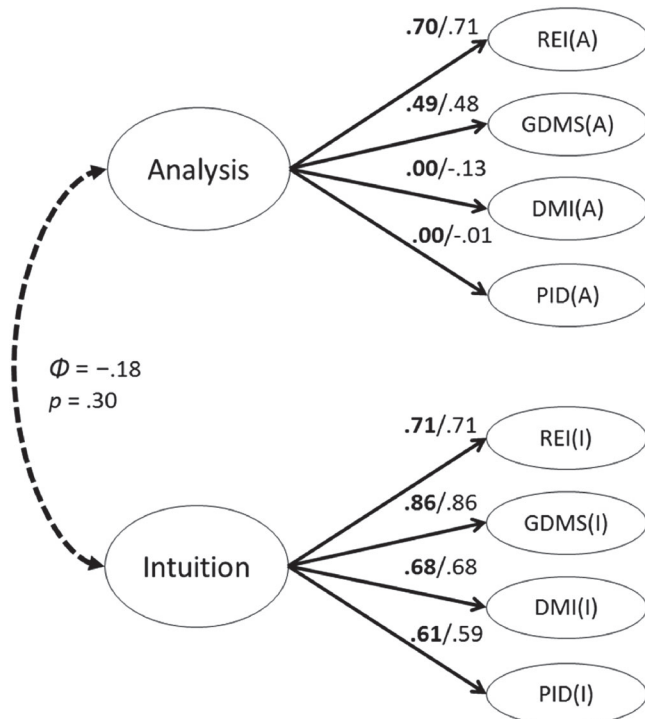 .70/.71
REI(A)
.49/.48
GDMS(A)
Analysis
.00/-.13
DMI(A)
.00/-.01
PID(A)
Φ = −.18
p = .30
.71/.71
REI(I)
.86/.86
GDMS(I)
Intuition
.68/.68
DMI(I)
.61/.59
PID(I)